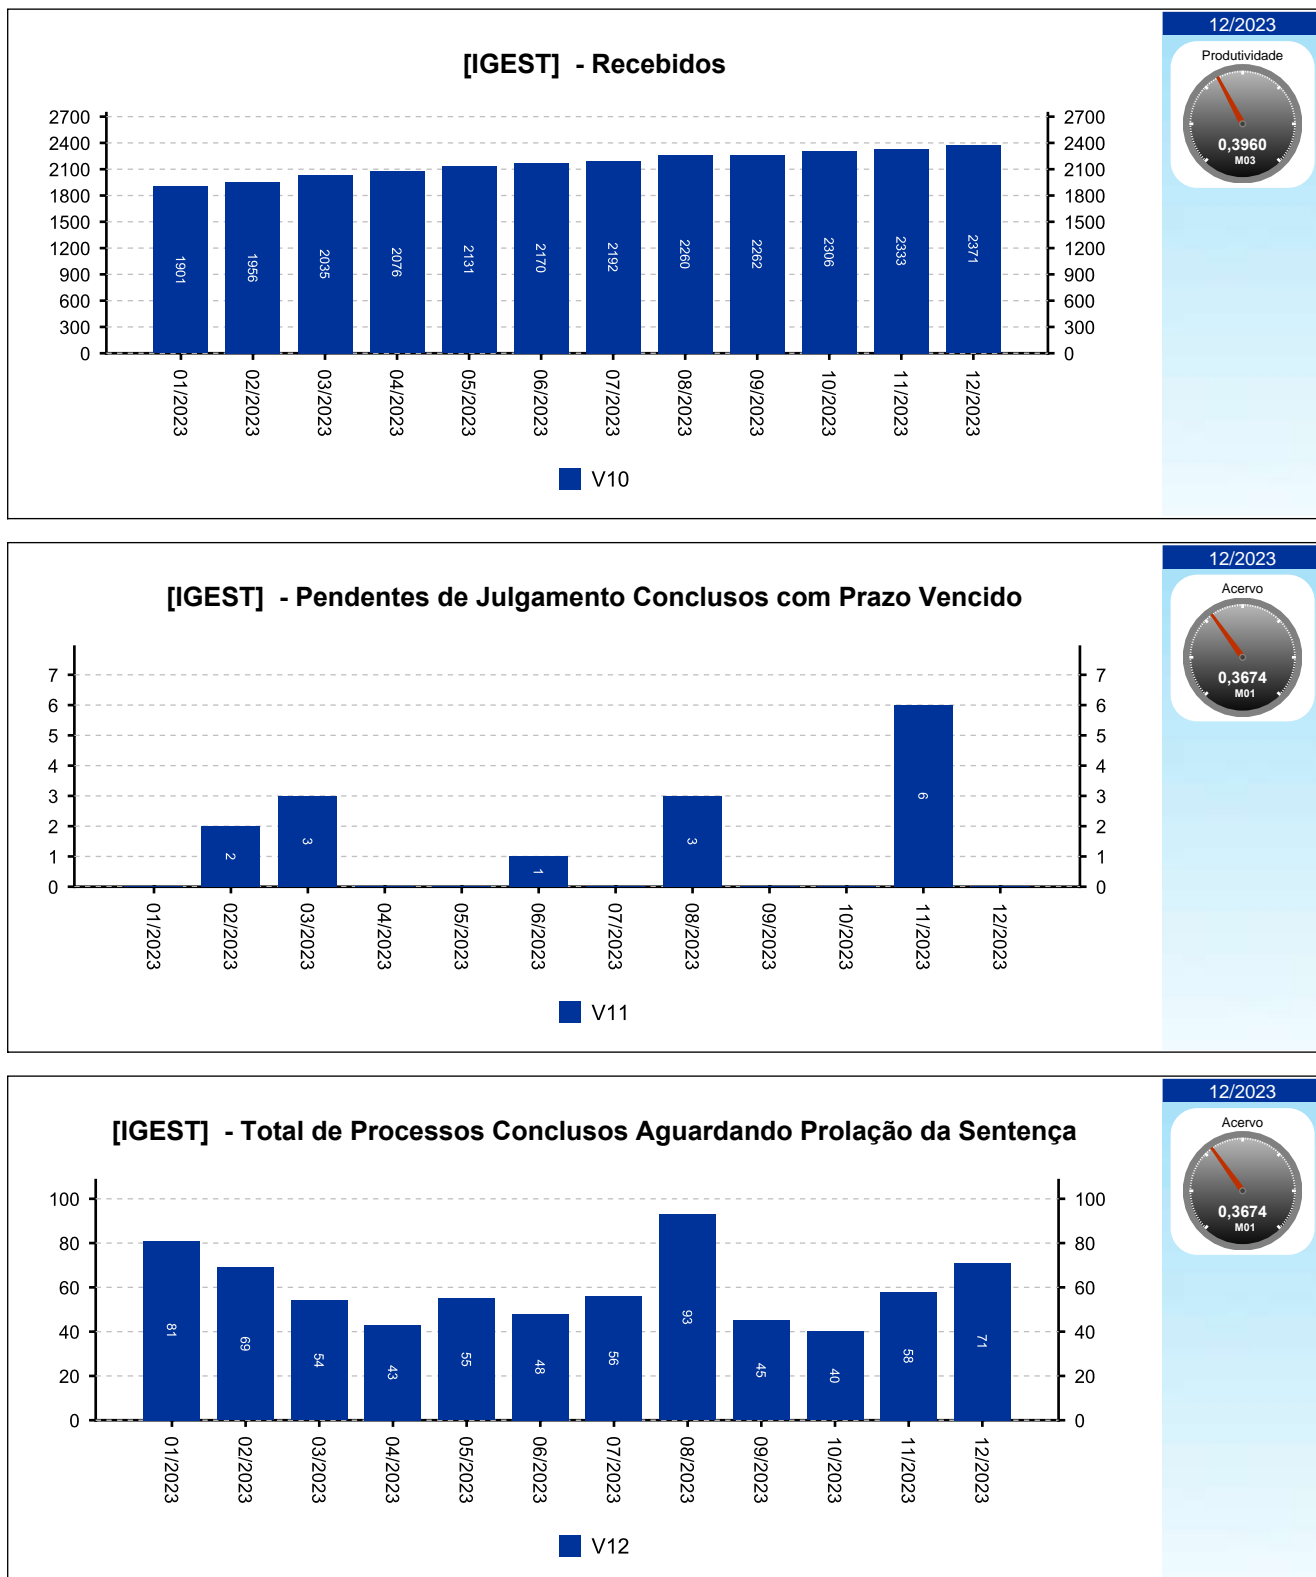 12/2023
[IGEST] - Recebidos
Produtividade
0,3960
M03
2700 2700
2400 2400
2100 2100
1800 1800
1500 1500
1200 1200
900 900
600 600
300 300
0 0
1901 1956 2035 2076 2131 2170 2192 2260 2262 2306 2333 2371
01/2023 02/2023 03/2023 04/2023 05/2023 06/2023 07/2023 08/2023 09/2023 10/2023 11/2023 12/2023
V10
12/2023
[IGEST] - Pendentes de Julgamento Conclusos com Prazo Vencido
Acervo
0,3674
M01
7 7
6 6
5 5
4 4
3 3
2 2
1 1
0 0
2 3 1 3 6
01/2023 02/2023 03/2023 04/2023 05/2023 06/2023 07/2023 08/2023 09/2023 10/2023 11/2023 12/2023
V11
12/2023
[IGEST] - Total de Processos Conclusos Aguardando Prolação da Sentença
Acervo
0,3674
M01
100 100
80 80
60 60
40 40
20 20
0 0
81 69 54 43 55 48 56 93 45 40 58 71
01/2023 02/2023 03/2023 04/2023 05/2023 06/2023 07/2023 08/2023 09/2023 10/2023 11/2023 12/2023
V12